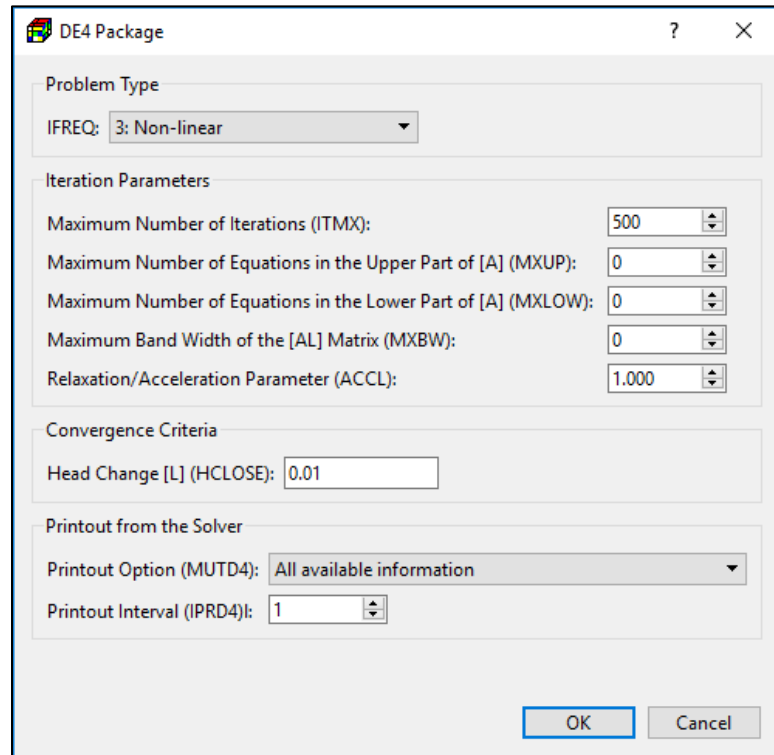 DE4 Package
Problem Type
IFREQ: 3: Non-linear
Iteration Parameters
Maximum Number of Iterations (ITMX): 500
Maximum Number of Equations in the Upper Part of [A] (MXUP): 0
Maximum Number of Equations in the Lower Part of [A] (MXLOW): 0
Maximum Band Width of the [AL] Matrix (MXBW): 0
Relaxation/Acceleration Parameter (ACCL): 1.000
Convergence Criteria
Head Change [L] (HCLOSE): 0.01
Printout from the Solver
Printout Option (MUTD4): All available information
Printout Interval (IPRD4)I: 1
OK Cancel